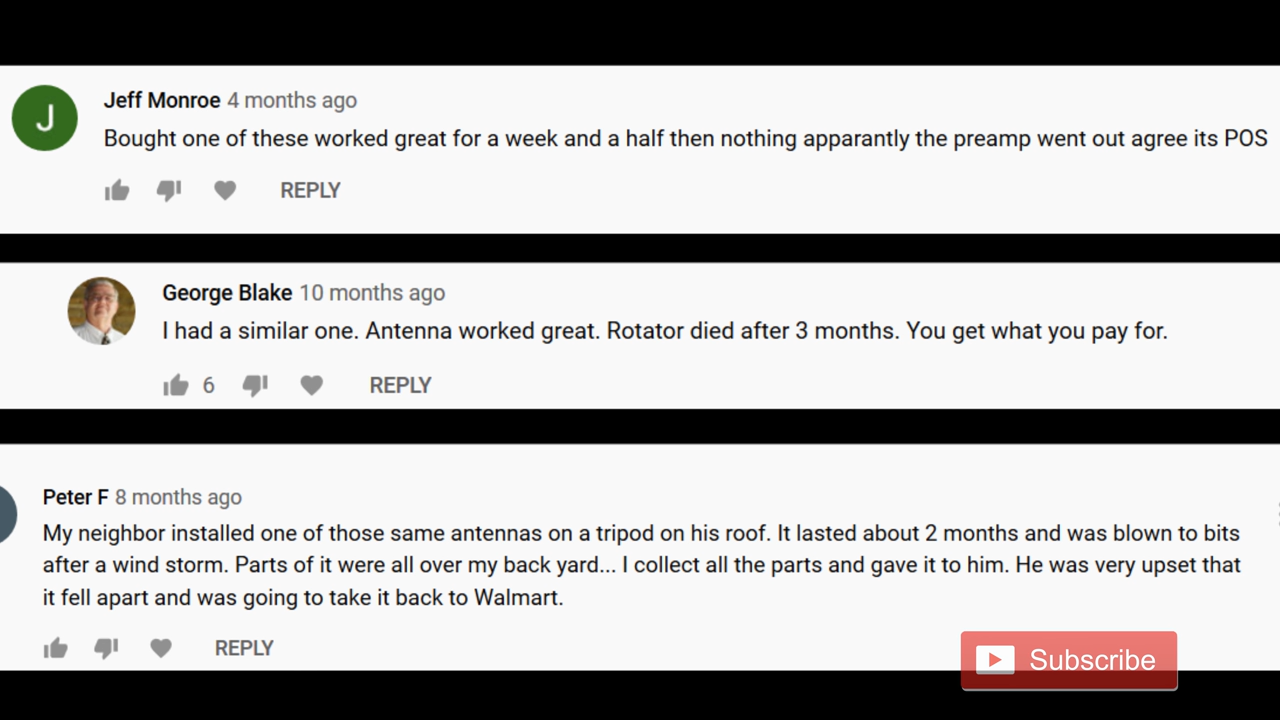 J
Jeff Monroe 4 months ago
Bought one of these worked great for a week and a half then nothing apparantly the preamp went out agree its POS
REPLY
George Blake 10 months ago
I had a similar one. Antenna worked great. Rotator died after 3 months. You get what you pay for.
6 REPLY
Peter F 8 months ago
My neighbor installed one of those same antennas on a tripod on his roof. It lasted about 2 months and was blown to bits
after a wind storm. Parts of it were all over my back yard... I collect all the parts and gave it to him. He was very upset that
it fell apart and was going to take it back to Walmart.
REPLY
Subscribe